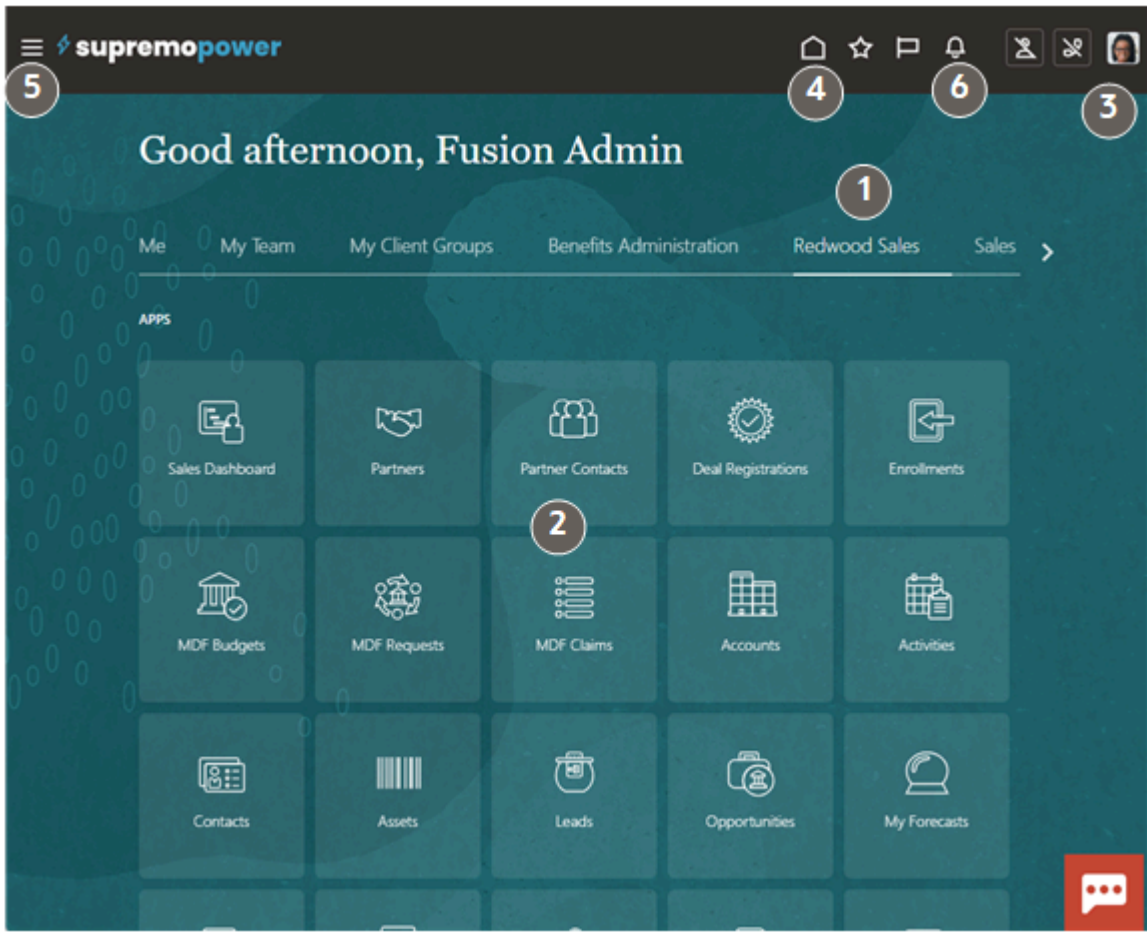 supremopower
5
4
6
3
Good afternoon, Fusion Admin
1
Me My Team My Client Groups Benefits Administration Redwood Sales Sales
APPS
Sales Dashboard Partners Partner Contacts Deal Registrations Enrollments
2
MDF Budgets MDF Requests MDF Claims Accounts Activities
Contacts Assets Leads Opportunities My Forecasts